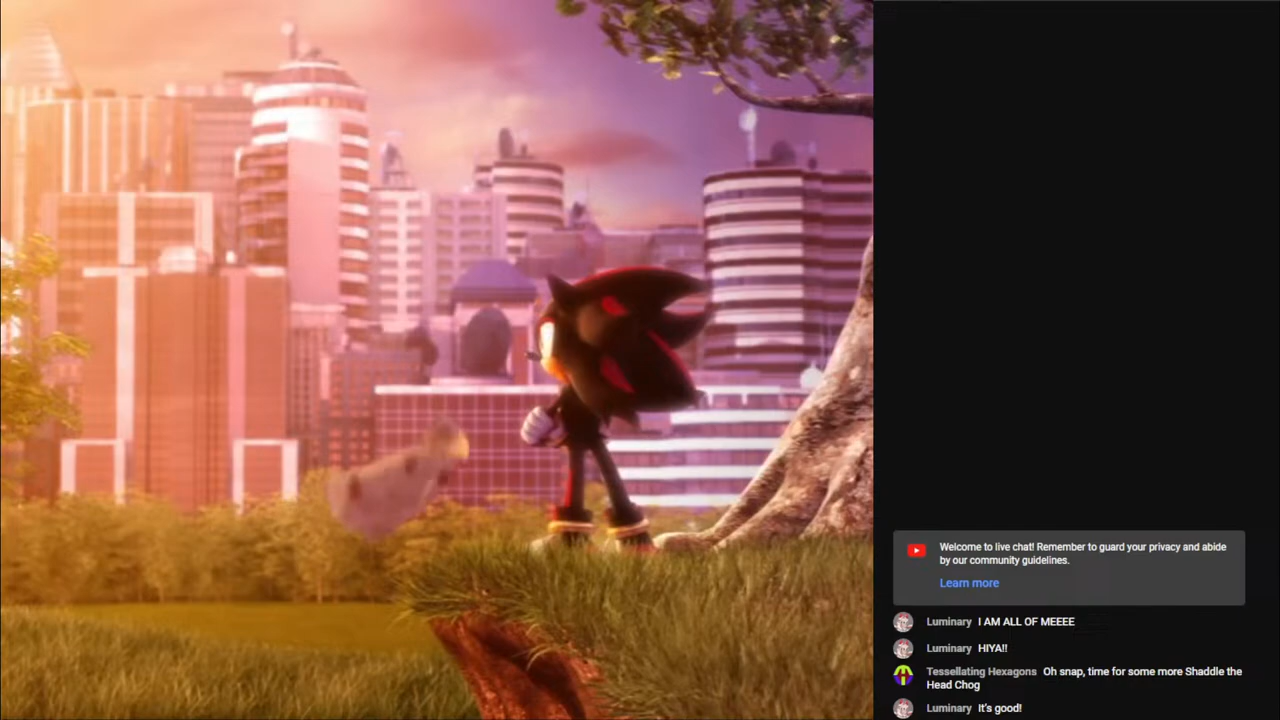 Welcome to live chat! Remember to guard your privacy and abide
by our community guidelines.
Learn more
Luminary I AM ALL OF MEEEE
Luminary HIYA!!
Tessellating Hexagons Oh snap, time for some more Shaddle the
Head Chog
Luminary It's good!